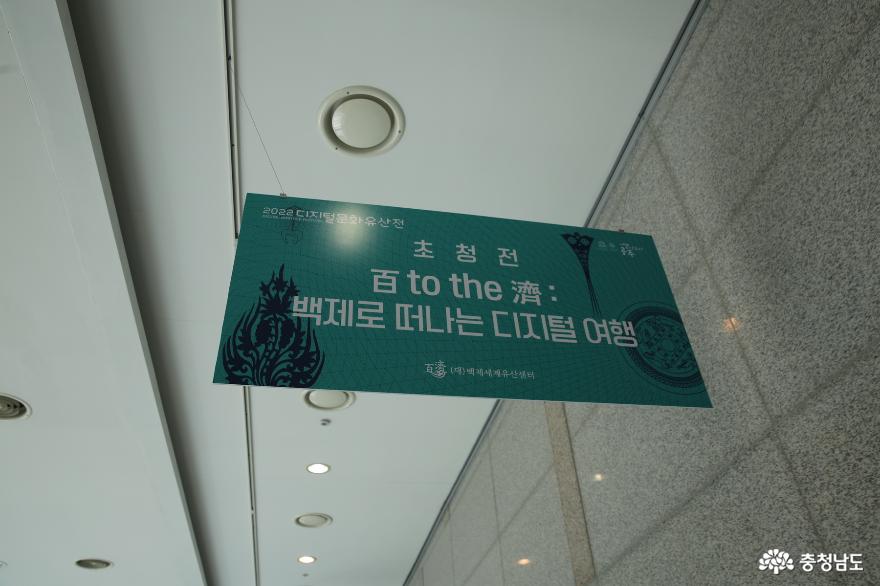 2022 디지털문화유산전
초청전
百 to the 濟 :
백제로 떠나는 디지털 여행
百濟 (재)백제세계유산센터
충청남도